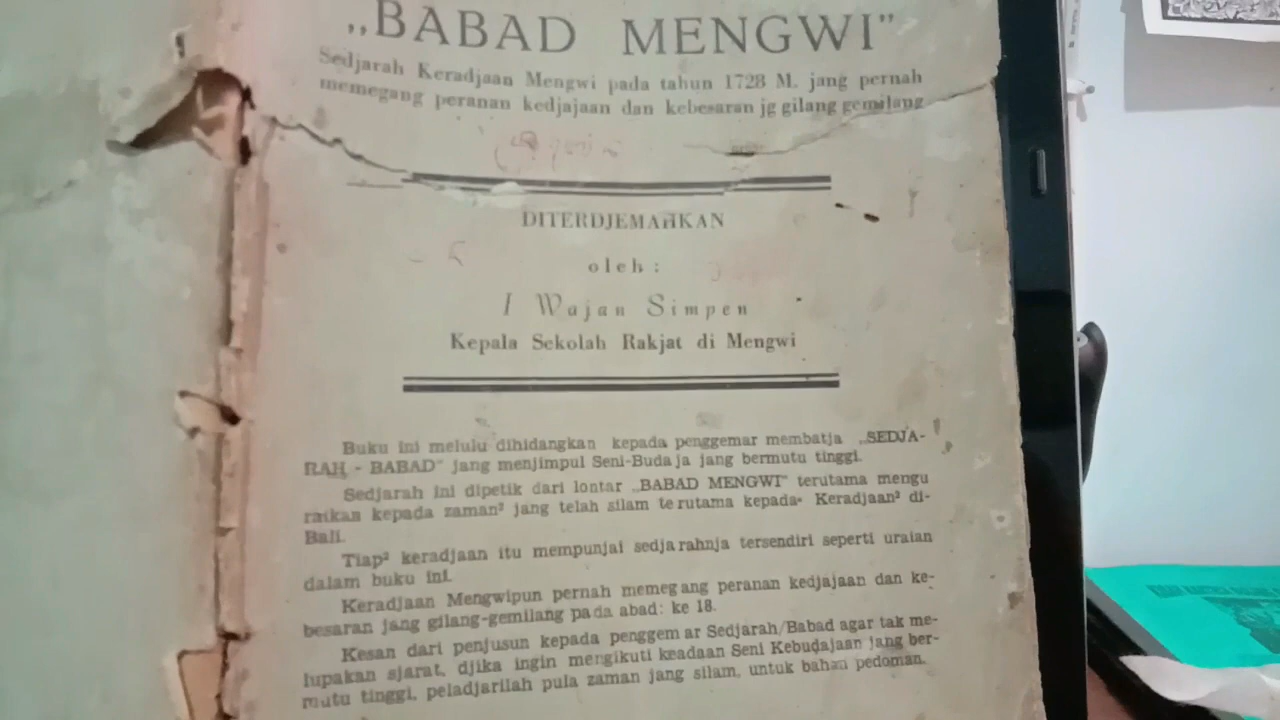 „BABAD MENGWI”
Sedjarah Keradjaan Mengwi pada tahun 1728 M. jang pernah
memegang peranan kedjajaan dan kebesaran jg gilang gemilang
DITERDJEMAHKAN
oleh :
I Wajan Simpen
Kepala Sekolah Rakjat di Mengwi
Buku ini melulu dihidangkan kepada penggemar membatja „SEDJA-
RAH - BABAD” jang menjimpul Seni-Budaja jang bermutu tinggi.
Sedjarah ini dipetik dari lontar „BABAD MENGWI” terutama mengu
raikan kepada zaman² jang telah silam terutama kepada² Keradjaan² di-
Bali.
Tiap² keradjaan itu mempunjai sedjarahnja tersendiri seperti uraian
dalam buku ini.
Keradjaan Mengwipun pernah memegang peranan kedjajaan dan ke-
besaran jang gilang-gemilang pada abad: ke 18.
Kesan dari penjusun kepada penggemar Sedjarah/Babad agar tak me-
lupakan sjarat, djika ingin mengikuti keadaan Seni Kebudajaan jang ber-
mutu tinggi, peladjarilah pula zaman jang silam, untuk bahan pedoman.